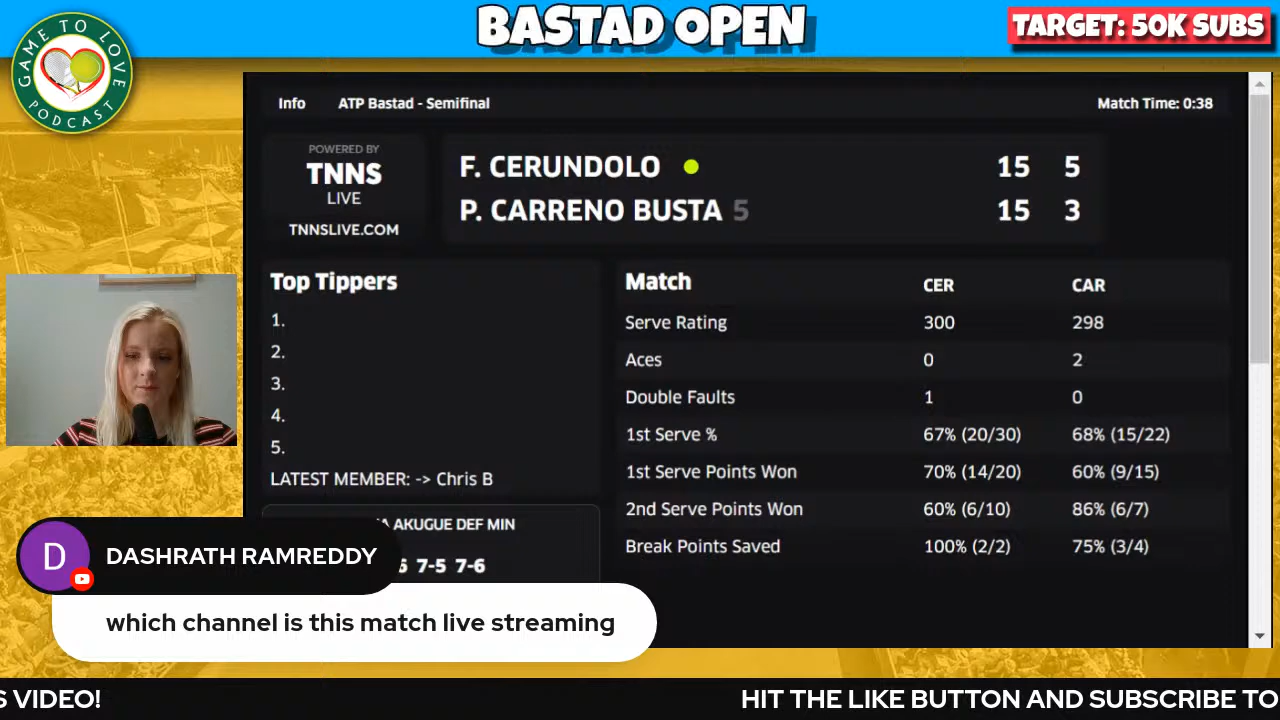 BASTAD OPEN
TARGET: 50K SUBS
GAME TO LOVE
PODCAST
Info ATP Bastad - Semifinal Match Time: 0:38
POWERED BY
TNNS
LIVE
TNNSLIVE.COM
F. CERUNDOLO 15 5
P. CARRENO BUSTA 5 15 3
Top Tippers
1.
2.
3.
4.
5.
LATEST MEMBER: -> Chris B
AKUGUE DEF MIN
7-5 7-6
Match CER CAR
Serve Rating 300 298
Aces 0 2
Double Faults 1 0
1st Serve % 67% (20/30) 68% (15/22)
1st Serve Points Won 70% (14/20) 60% (9/15)
2nd Serve Points Won 60% (6/10) 86% (6/7)
Break Points Saved 100% (2/2) 75% (3/4)
D
DASHRATH RAMREDDY
which channel is this match live streaming
VIDEO! HIT THE LIKE BUTTON AND SUBSCRIBE TO